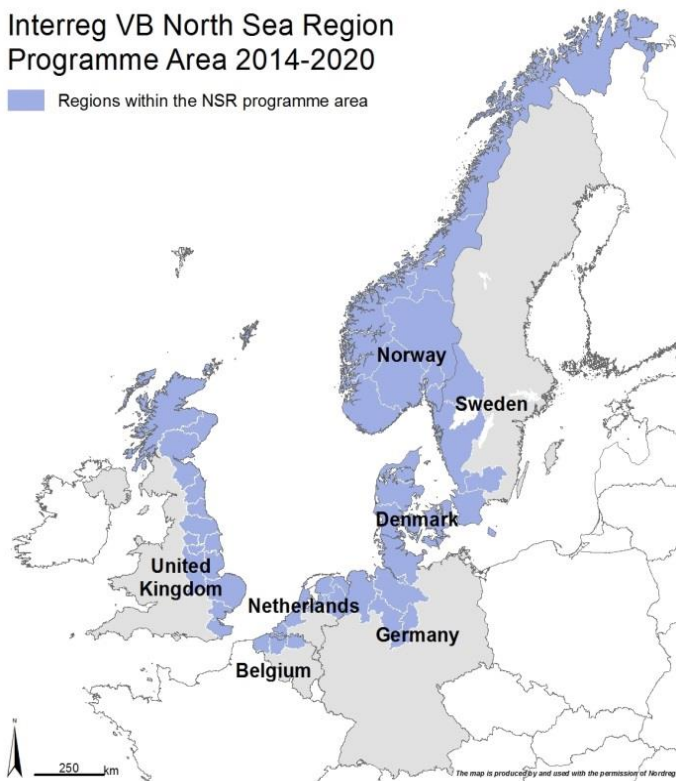 Interreg VB North Sea Region
Programme Area 2014-2020
Regions within the NSR programme area
Norway
Sweden
Denmark
United
Kingdom
Netherlands
Germany
Belgium
N
250 km
The map is produced by and used with the permission of Nordregio